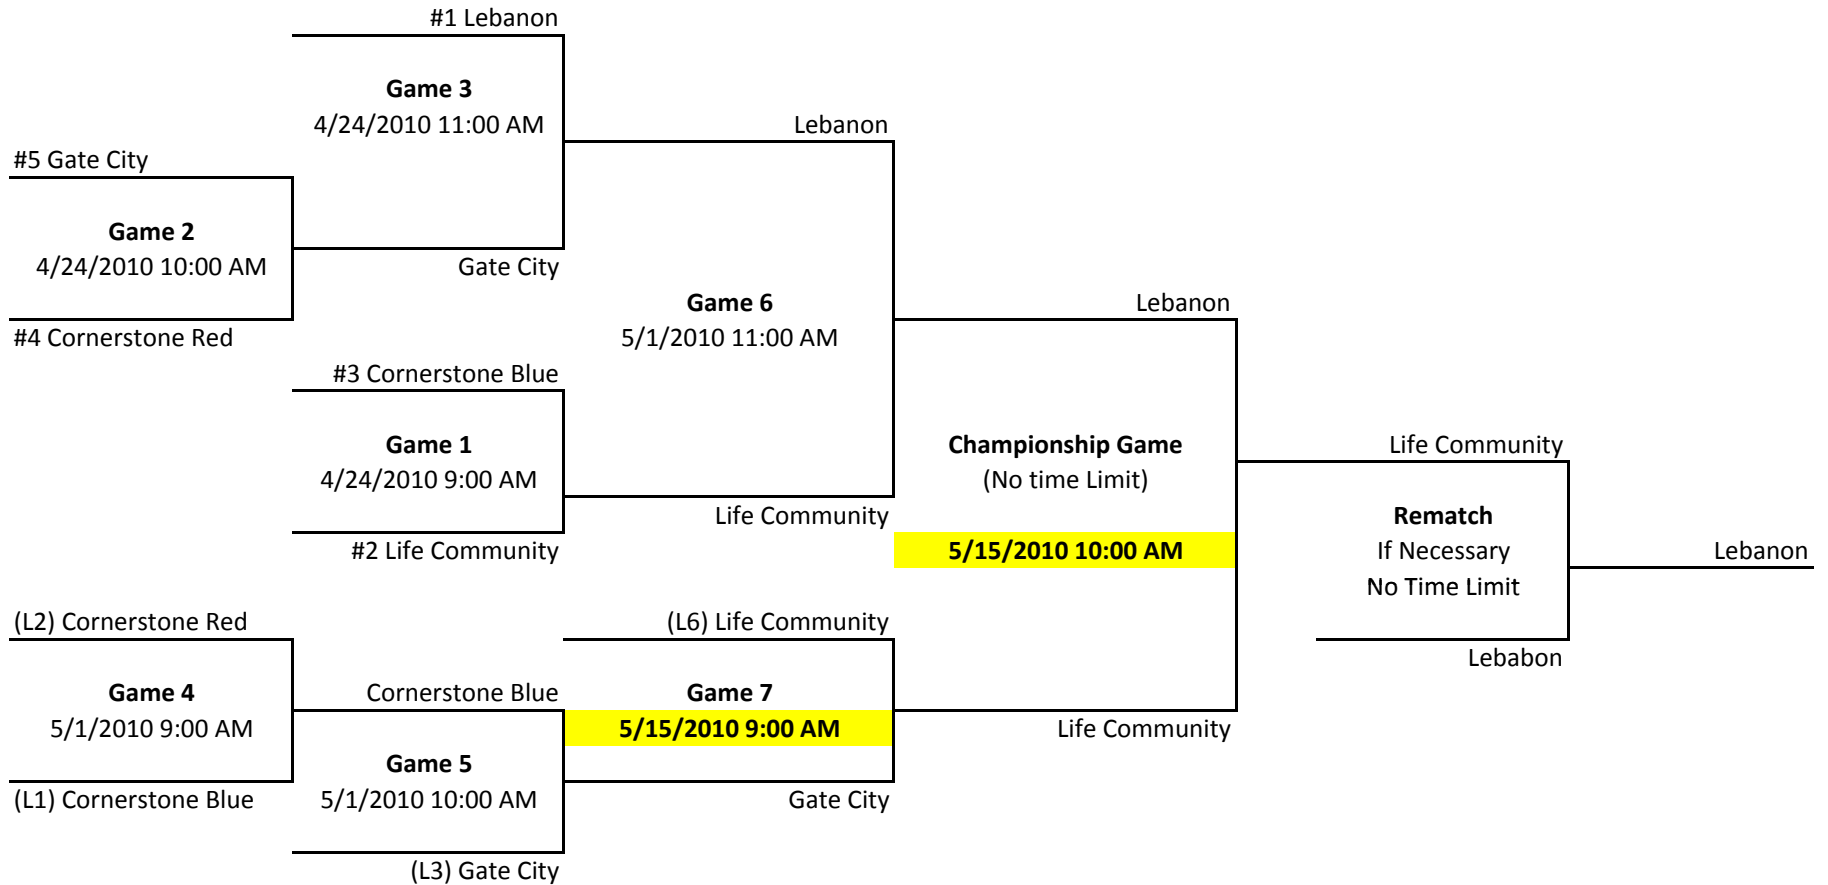 #1 Lebanon
Game 3
4/24/2010 11:00 AM
Lebanon
#5 Gate City
Game 2
4/24/2010 10:00 AM
Gate City
#4 Cornerstone Red
Game 6
5/1/2010 11:00 AM
Lebanon
#3 Cornerstone Blue
Game 1
4/24/2010 9:00 AM
#2 Life Community
Life Community
Championship Game
(No time Limit)
5/15/2010 10:00 AM
Life Community
Rematch
If Necessary
No Time Limit
Lebanon
Lebabon
(L2) Cornerstone Red
Game 4
5/1/2010 9:00 AM
(L1) Cornerstone Blue
Cornerstone Blue
Game 5
5/1/2010 10:00 AM
(L3) Gate City
(L6) Life Community
Game 7
5/15/2010 9:00 AM
Gate City
Life Community